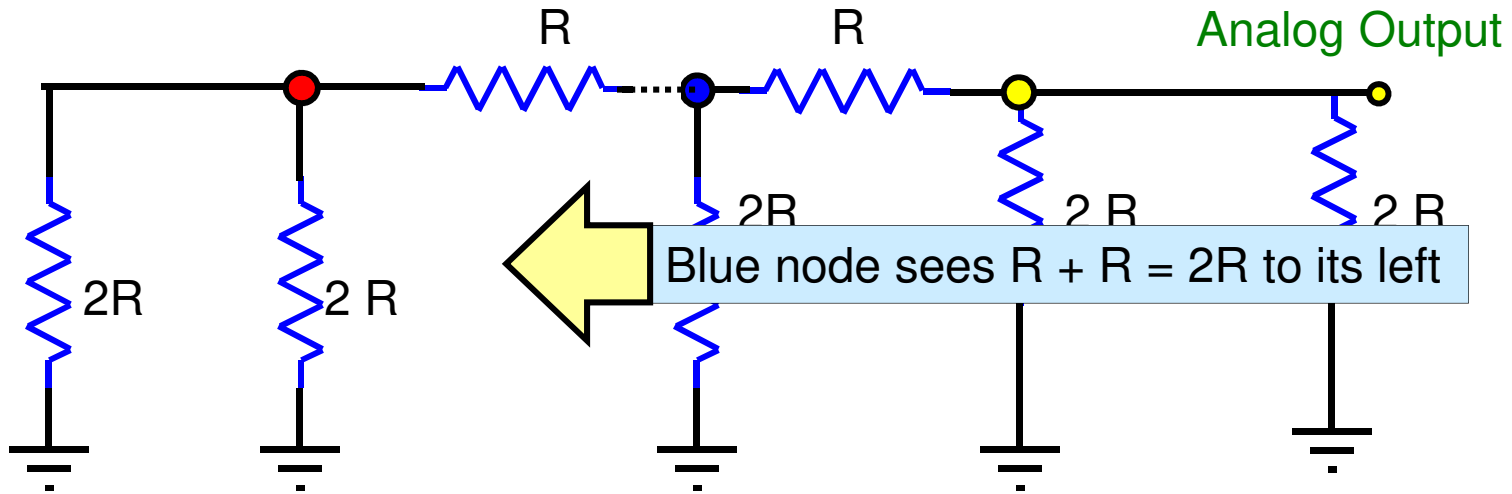 R
R
Analog Output
2R
2 R
2 R
Blue node sees R + R = 2R to its left
2R
2 R